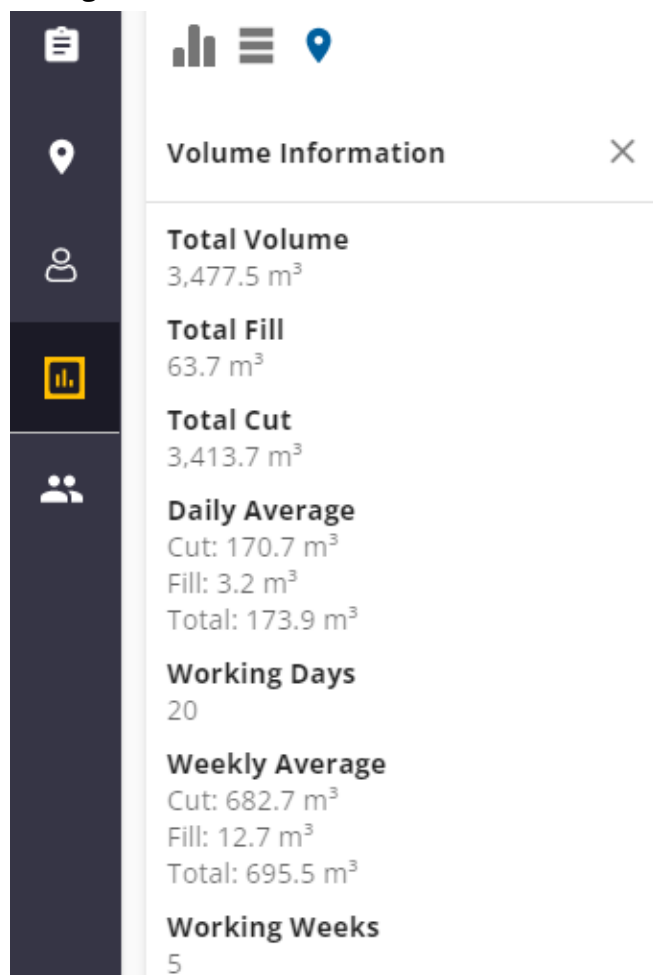 Volume Information
Total Volume
3,477.5 m³
Total Fill
63.7 m³
Total Cut
3,413.7 m³
Daily Average
Cut: 170.7 m³
Fill: 3.2 m³
Total: 173.9 m³
Working Days
20
Weekly Average
Cut: 682.7 m³
Fill: 12.7 m³
Total: 695.5 m³
Working Weeks
5